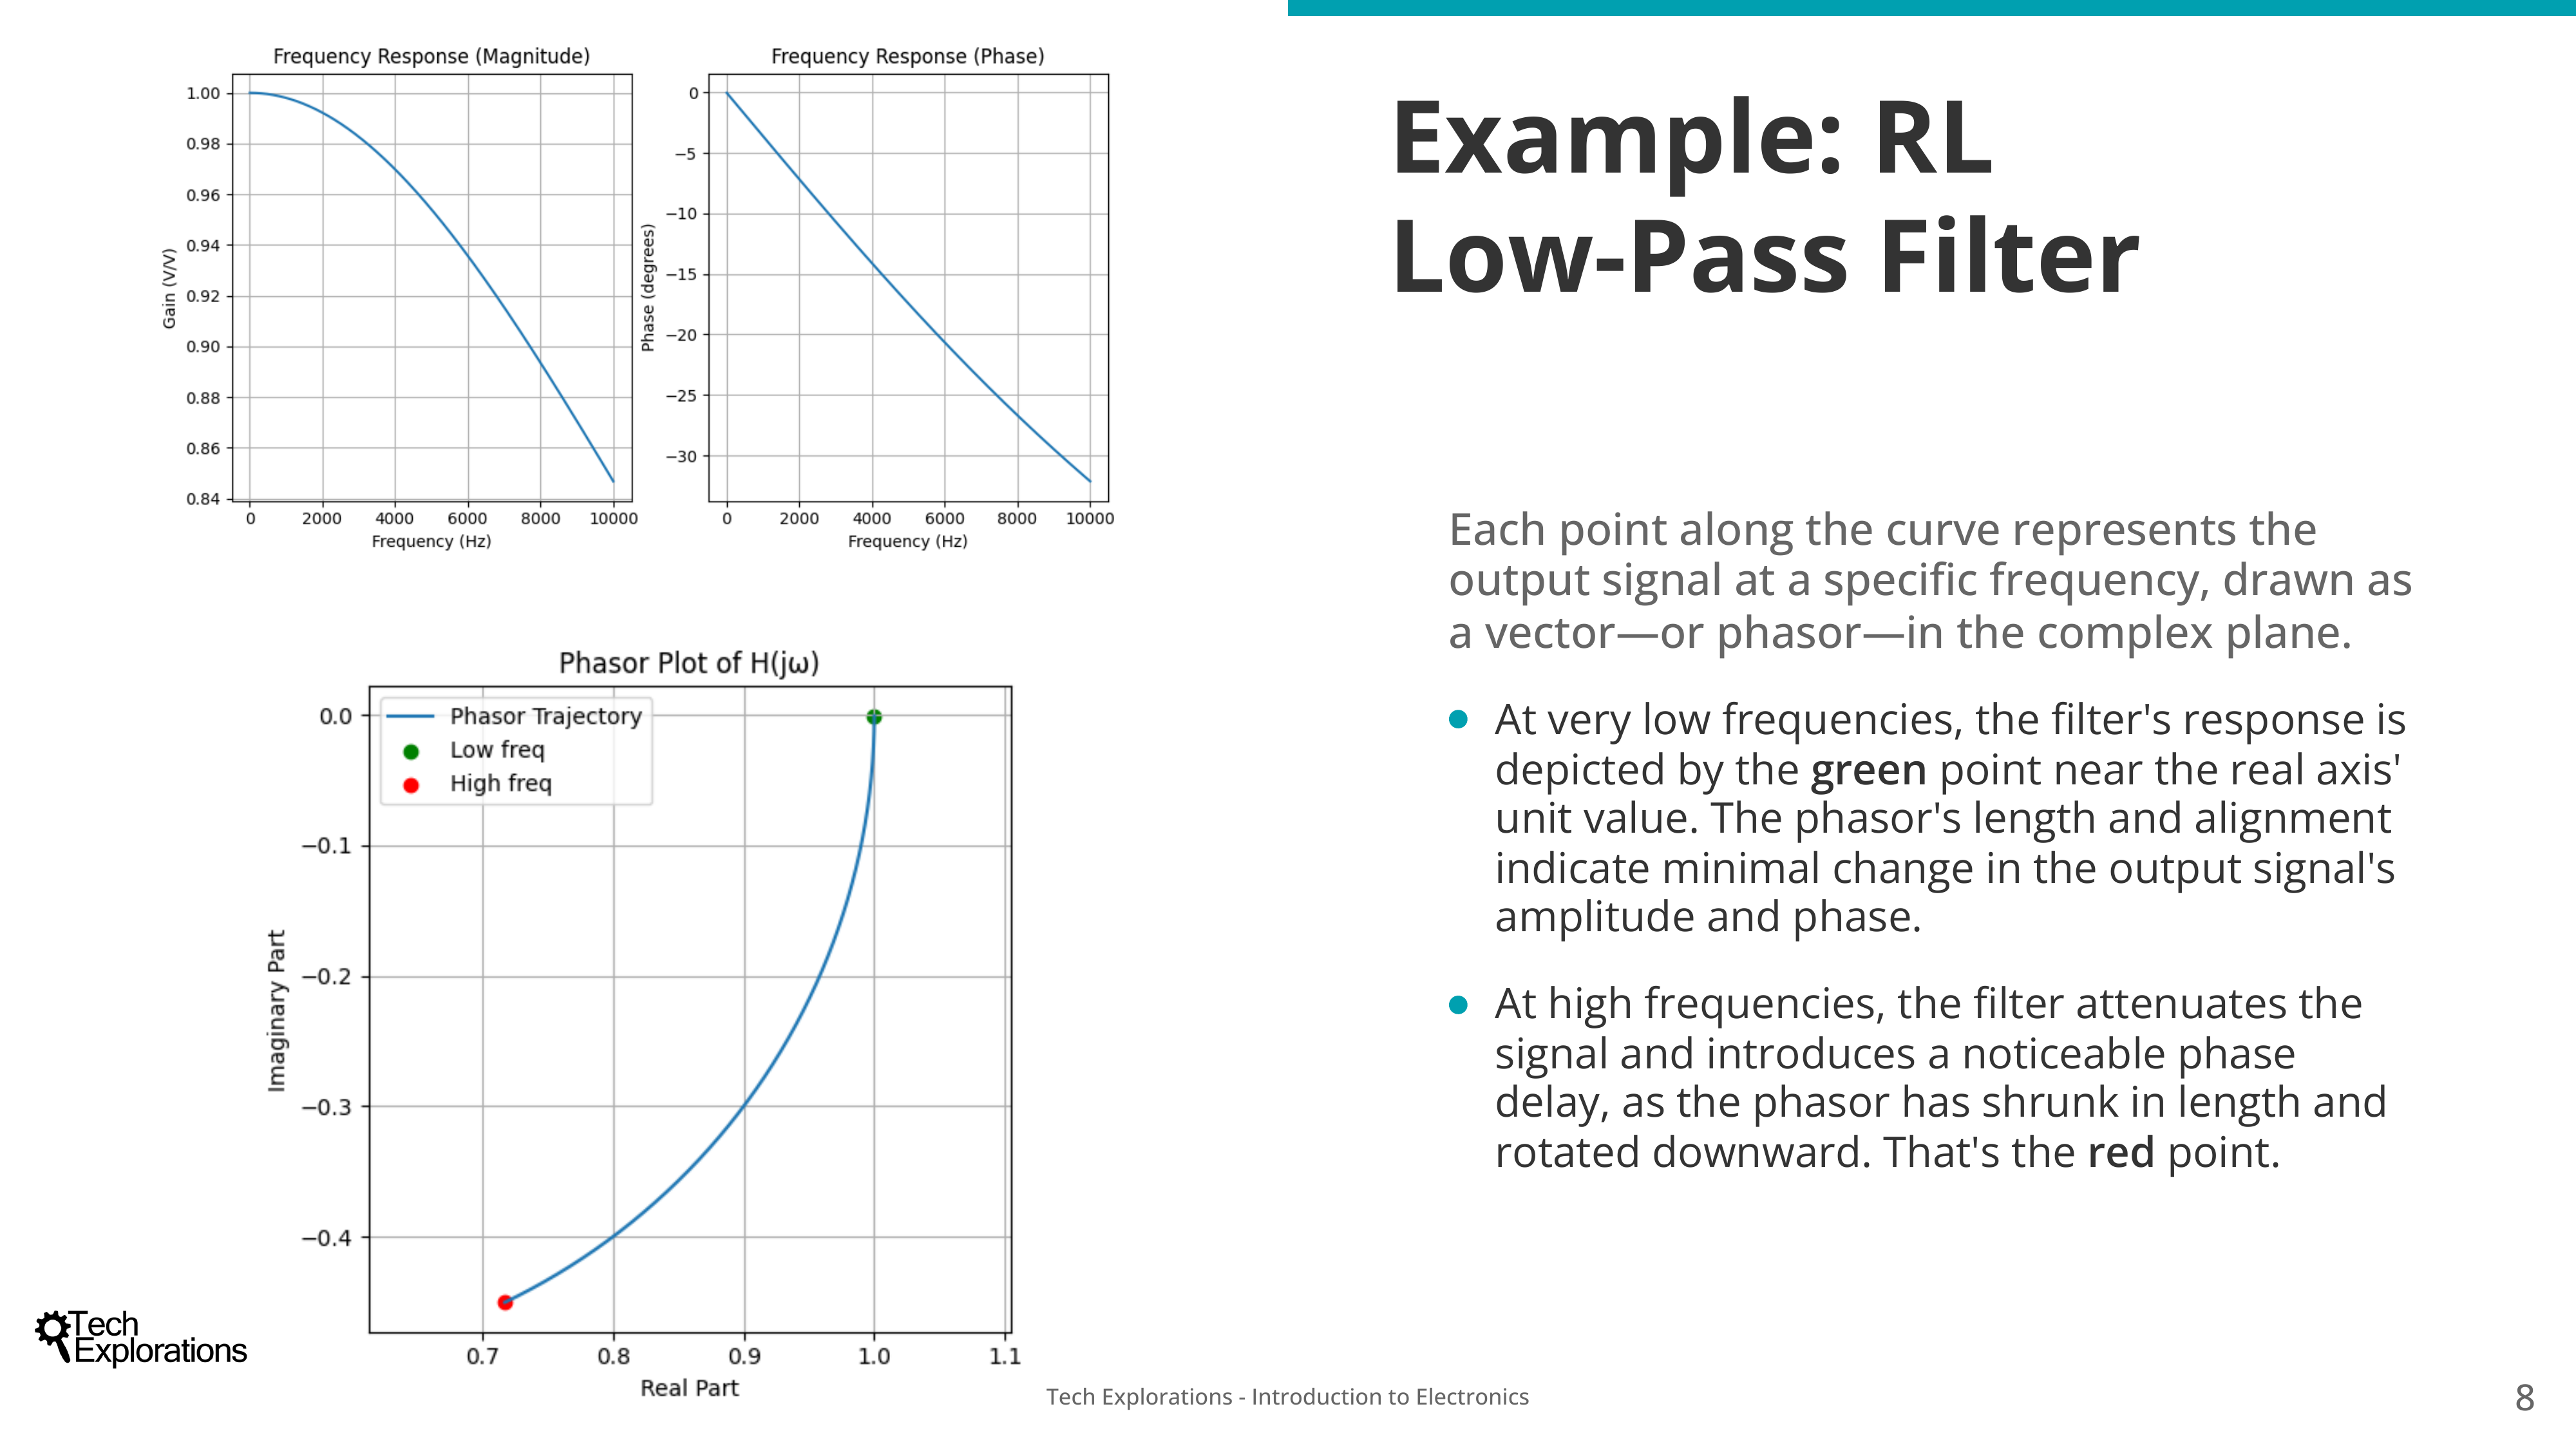 Frequency Response (Magnitude)
1.00
0.98
0.96
0.94
0.92
0.90
0.88
0.86
0.84
Gain (V/V)
0 2000 4000 6000 8000 10000
Frequency (Hz)
Frequency Response (Phase)
0
−5
−10
−15
−20
−25
−30
Phase (degrees)
0 2000 4000 6000 8000 10000
Frequency (Hz)
Phasor Plot of H(jω)
Phasor Trajectory
Low freq
High freq
0.0
−0.1
−0.2
−0.3
−0.4
Imaginary Part
0.7 0.8 0.9 1.0 1.1
Real Part
Example: RL
Low-Pass Filter
Each point along the curve represents the
output signal at a specific frequency, drawn as
a vector—or phasor—in the complex plane.
At very low frequencies, the filter's response is
depicted by the green point near the real axis'
unit value. The phasor's length and alignment
indicate minimal change in the output signal's
amplitude and phase.
At high frequencies, the filter attenuates the
signal and introduces a noticeable phase
delay, as the phasor has shrunk in length and
rotated downward. That's the red point.
Tech
Explorations
Tech Explorations - Introduction to Electronics
8